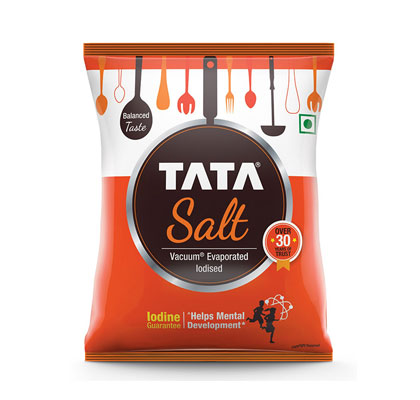 Balanced
Taste
TATA®
Salt
Vacuum® Evaporated
Iodised
OVER
30
YEARS OF
TRUST
Iodine
Guarantee
"Helps Mental
Development"